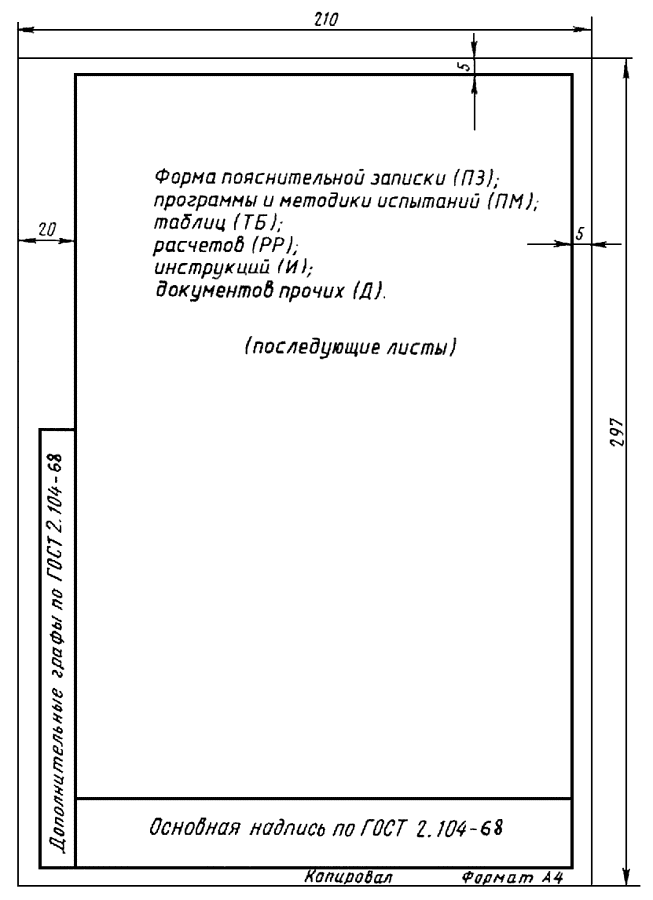 210
5
Форма пояснительной записки (ПЗ);
программы и методики испытаний (ПМ);
таблиц (ТБ);
20
5
расчетов (РР);
инструкций (И);
документов прочих (Д).
(последующие листы)
297
Дополнительные графы по ГОСТ 2.104-68
Основная надпись по ГОСТ 2.104-68
Копировал Формат А4